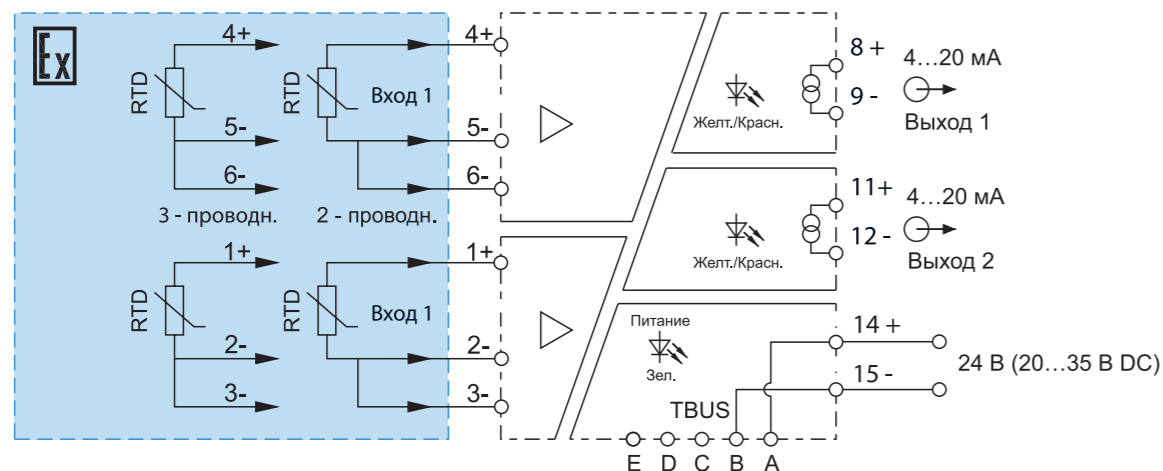 Ex
4+
RTD
5-
6-
3 - проводн.
4+
RTD
Вход 1
2 - проводн.
4+
5-
6-
1+
RTD
2-
3-
RTD
Вход 1
1+
2-
3-
Желт./Красн.
8 +
9 -
4...20 мА
Выход 1
Желт./Красн.
11+
12 -
4...20 мА
Выход 2
Питание
Зел.
14 +
15 -
24 В (20...35 В DC)
TBUS
E D C B A